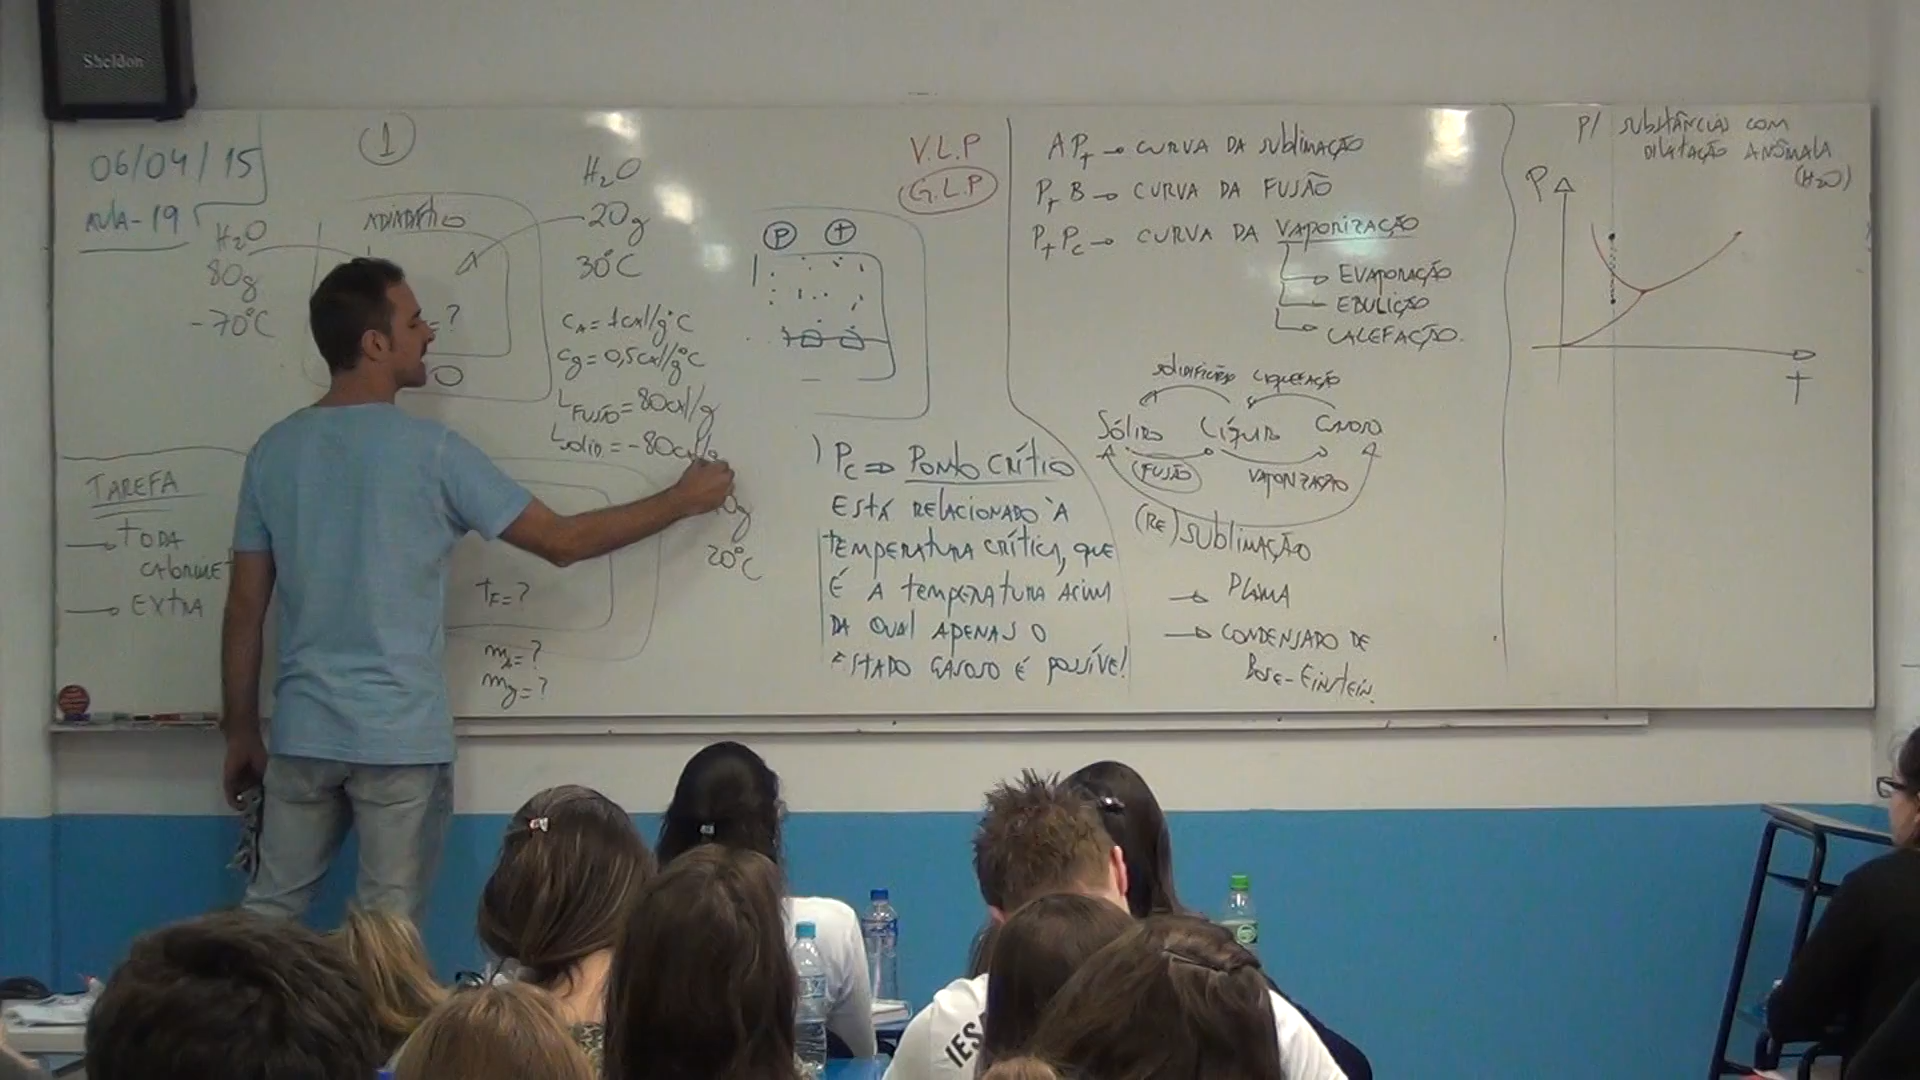 Sheldon
06/04/15
AULA-19
H₂O
80g
-70°C
1
ADIABÁTICO
=?
H₂O
20g
30°C
cA = 1cal/g°C
cg = 0,5cal/g°C
LFUSÃO = 80cal/g
Lsolid = -80cal/g
20°C
tF=?
mA=?
mg=?
TAREFA
→ TODA
→ EXTRA
V.L.P
G.L.P
P
T
PC ⇒ PONTO CRÍTICO
ESTÁ RELACIONADO À
TEMPERATURA CRÍTICA, QUE
É A TEMPERATURA ACIMA
DA QUAL APENAS O
ESTADO GASOSO É POSSÍVEL
APT → CURVA DA SUBLIMAÇÃO
PTB → CURVA DA FUSÃO
PTPC → CURVA DA VAPORIZAÇÃO
→ EVAPORAÇÃO
→ EBULIÇÃO
→ CALEFAÇÃO.
SOLIDIFICAÇÃO LIQUEFAÇÃO
SÓLIDO LÍQUIDO GASOSO
(FUSÃO) VAPORIZAÇÃO
(RE)SUBLIMAÇÃO
→ PLASMA
→ CONDENSADO DE
BOSE-EINSTEIN.
P/ SUBSTÂNCIAS COM
DILATAÇÃO ANÔMALA
(H₂O)
P
T
IESA